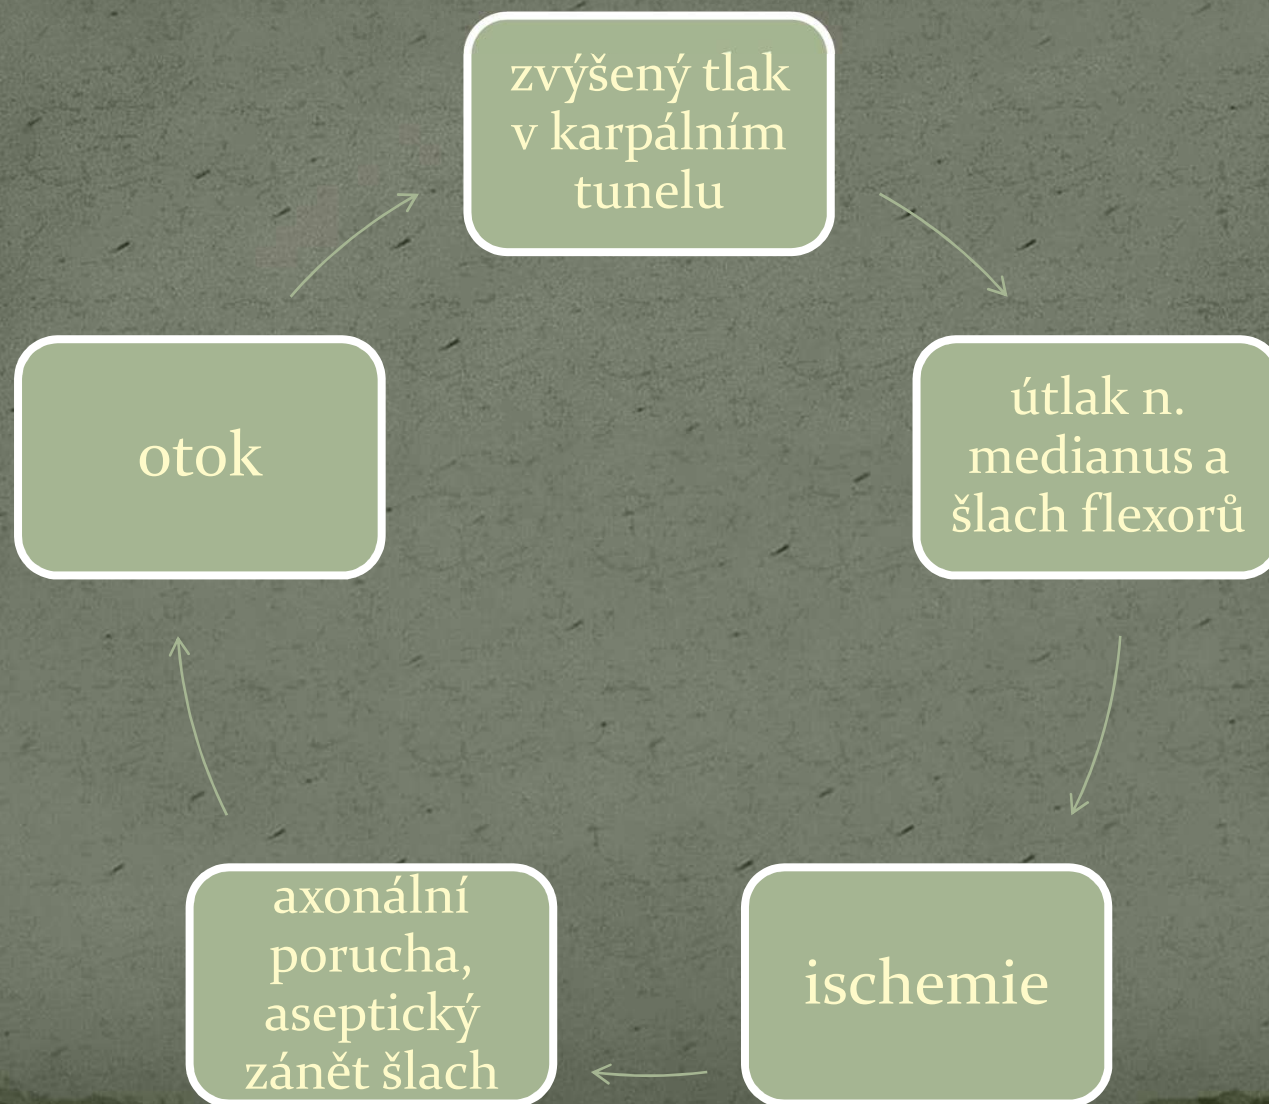 zvýšený tlak
v karpálním
tunelu
útlak n.
medianus a
šlach flexorů
ischemie
axonální
porucha,
aseptický
zánět šlach
otok